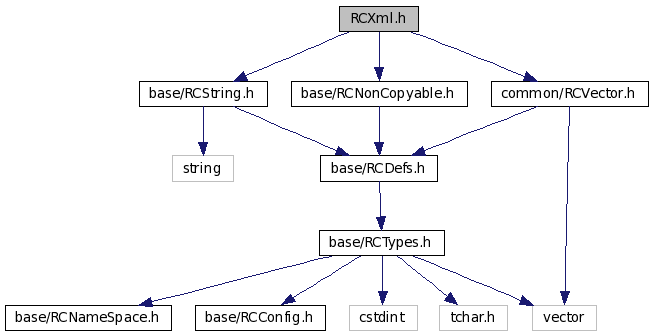 RCXml.h
base/RCString.h
base/RCNonCopyable.h
common/RCVector.h
string
base/RCDefs.h
base/RCTypes.h
base/RCNameSpace.h
base/RCConfig.h
cstdint
tchar.h
vector